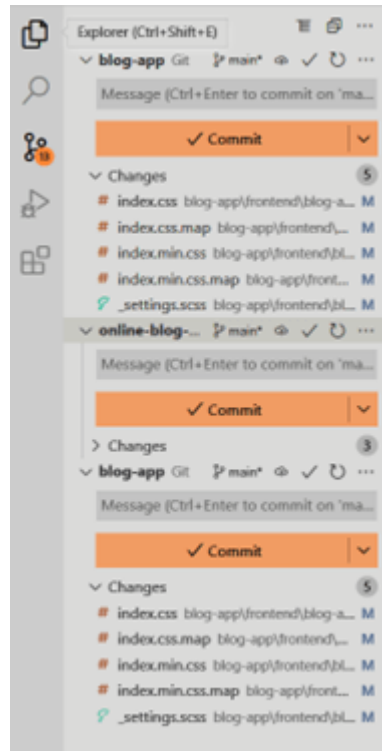 Explorer (Ctrl+Shift+E)
blog-app Git main*
Message (Ctrl+Enter to commit on 'ma...
Commit
Changes 5
index.css blog-app\frontend\blog-a... M
index.css.map blog-app\frontend\... M
index.min.css blog-app\frontend\bl... M
index.min.css.map blog-app\front... M
_settings.scss blog-app\frontend\bl... M
online-blog-... main*
Message (Ctrl+Enter to commit on 'ma...
Commit
Changes 3
blog-app Git main*
Message (Ctrl+Enter to commit on 'ma...
Commit
Changes 5
index.css blog-app\frontend\blog-a... M
index.css.map blog-app\frontend\... M
index.min.css blog-app\frontend\bl... M
index.min.css.map blog-app\front... M
_settings.scss blog-app\frontend\bl... M
13